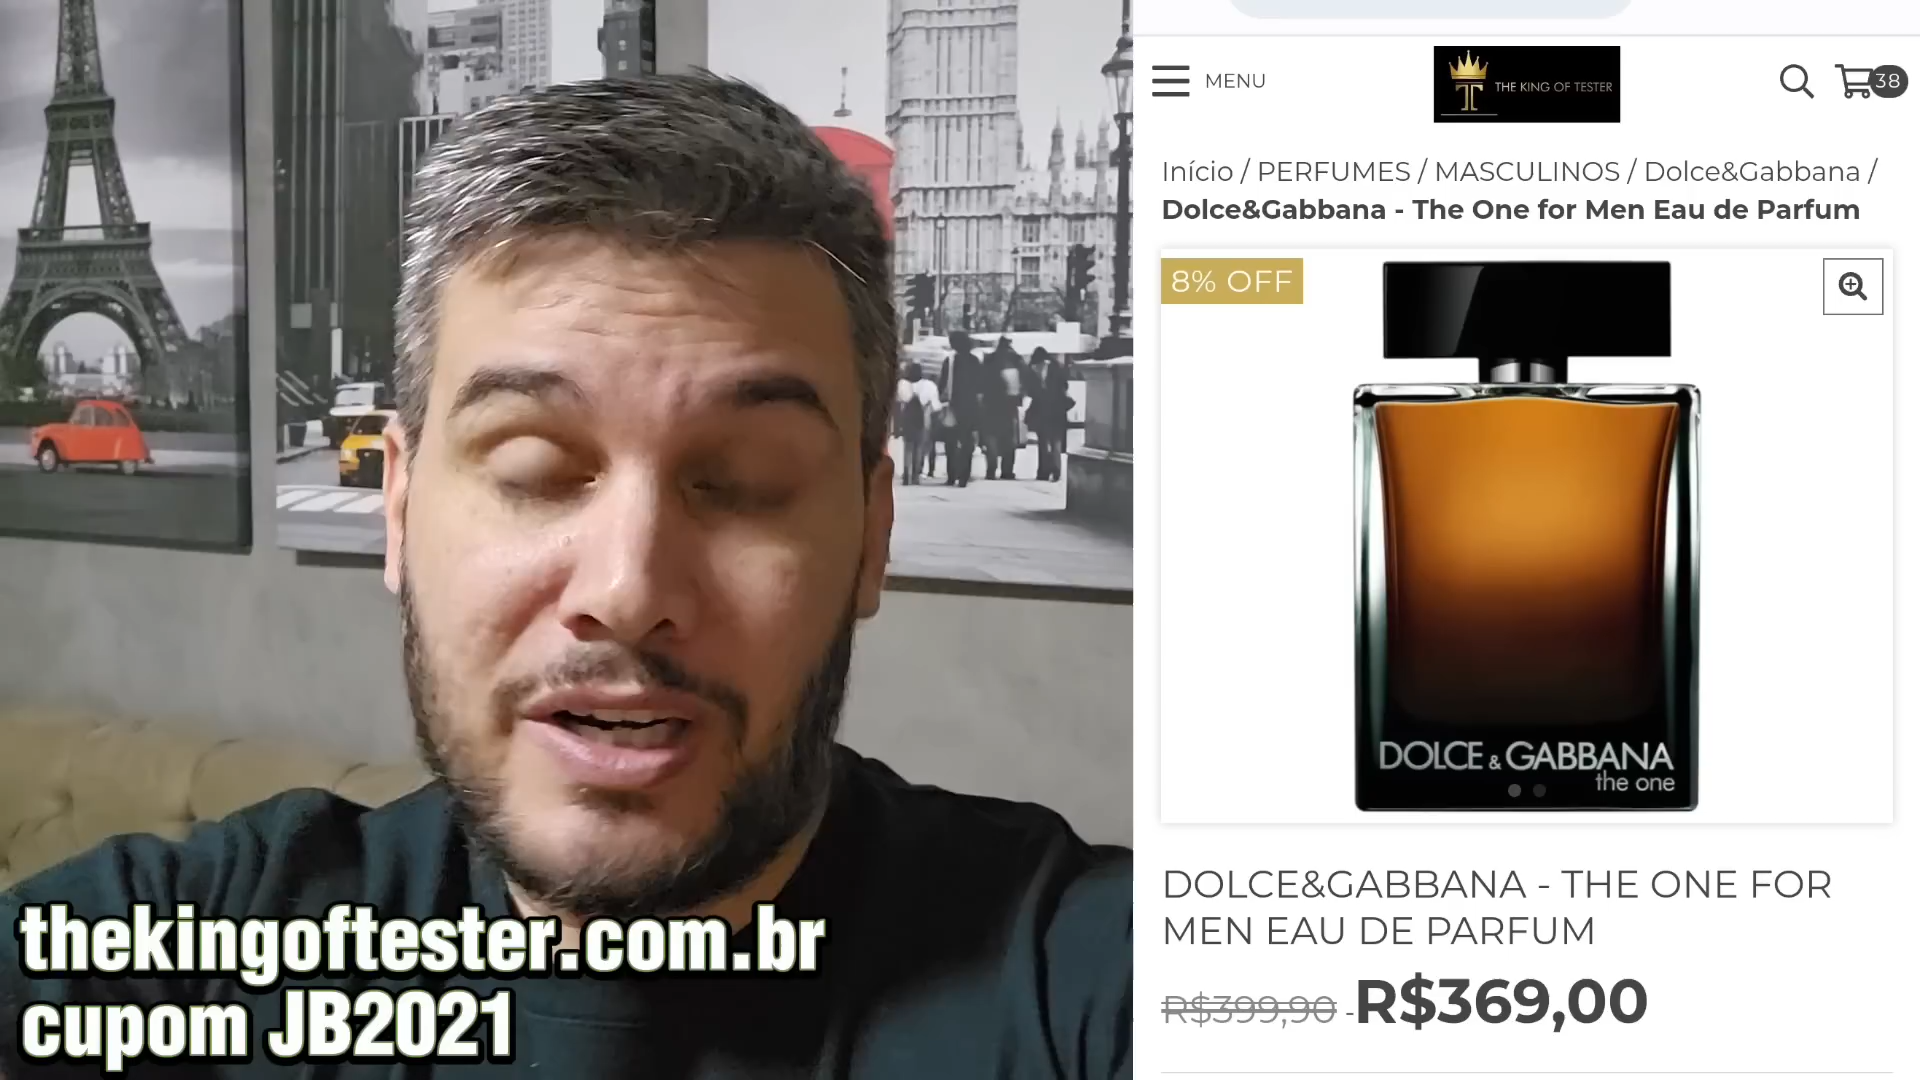 MENU
THE KING OF TESTER
38
Início / PERFUMES / MASCULINOS / Dolce&Gabbana /
Dolce&Gabbana - The One for Men Eau de Parfum
8% OFF
DOLCE & GABBANA
the one
DOLCE&GABBANA - THE ONE FOR
MEN EAU DE PARFUM
R$399,90 - R$369,00
thekingoftester.com.br
cupom JB2021